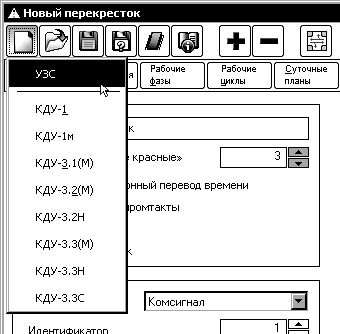 Новый перекресток
УЗС
КДУ-1
КДУ-1м
КДУ-3.1(М)
КДУ-3.2(М)
КДУ-3.2Н
КДУ-3.3(М)
КДУ-3.3Н
КДУ-3.3С
Рабочие фазы
Рабочие циклы
Суточные планы
красные»
3
перевод времени
Комсигнал
Идентификатор
1